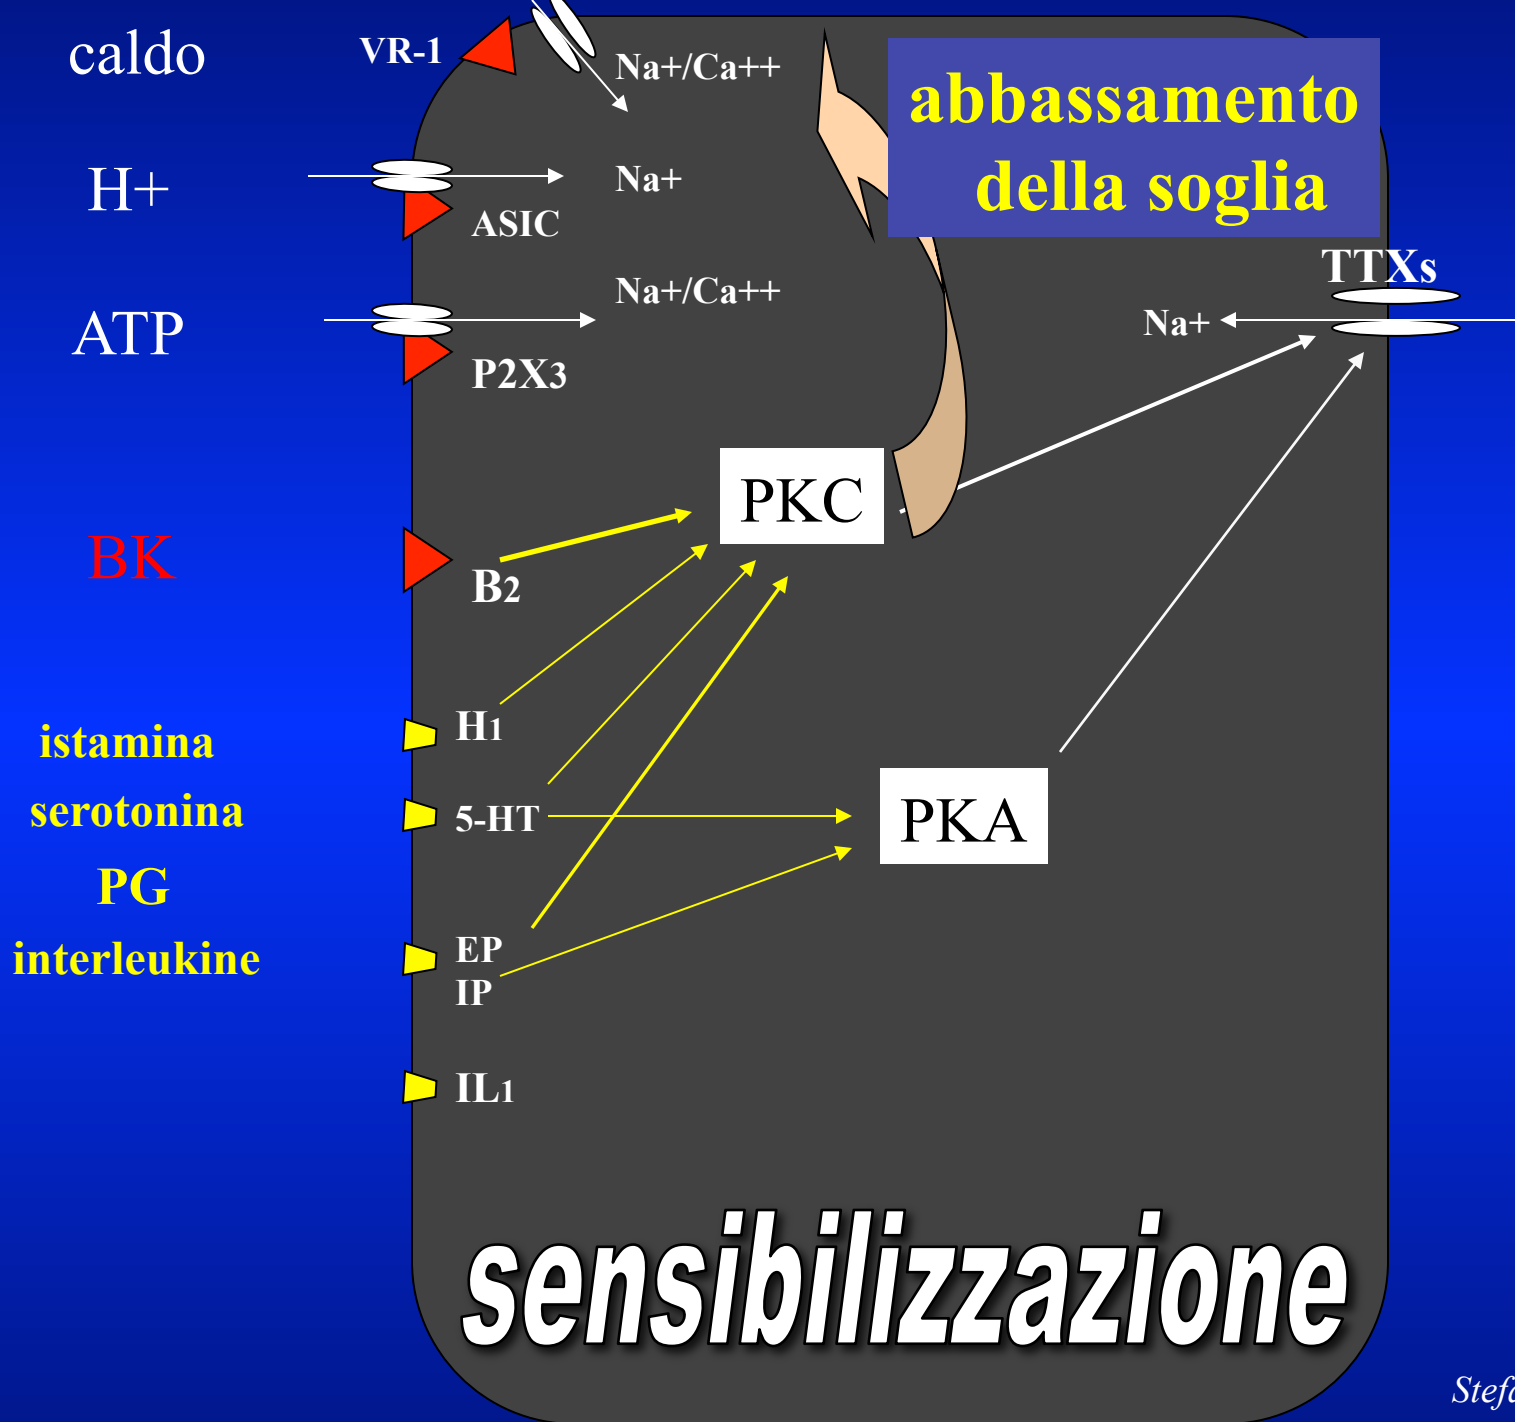 caldo
VR-1
Na+/Ca++
abbassamento
della soglia
H+
Na+
ASIC
TTXs
Na+/Ca++
Na+
ATP
P2X3
PKC
BK
B2
istamina
H1
serotonina
5-HT
PKA
PG
interleukine
EP
IP
IL1
sensibilizzazione